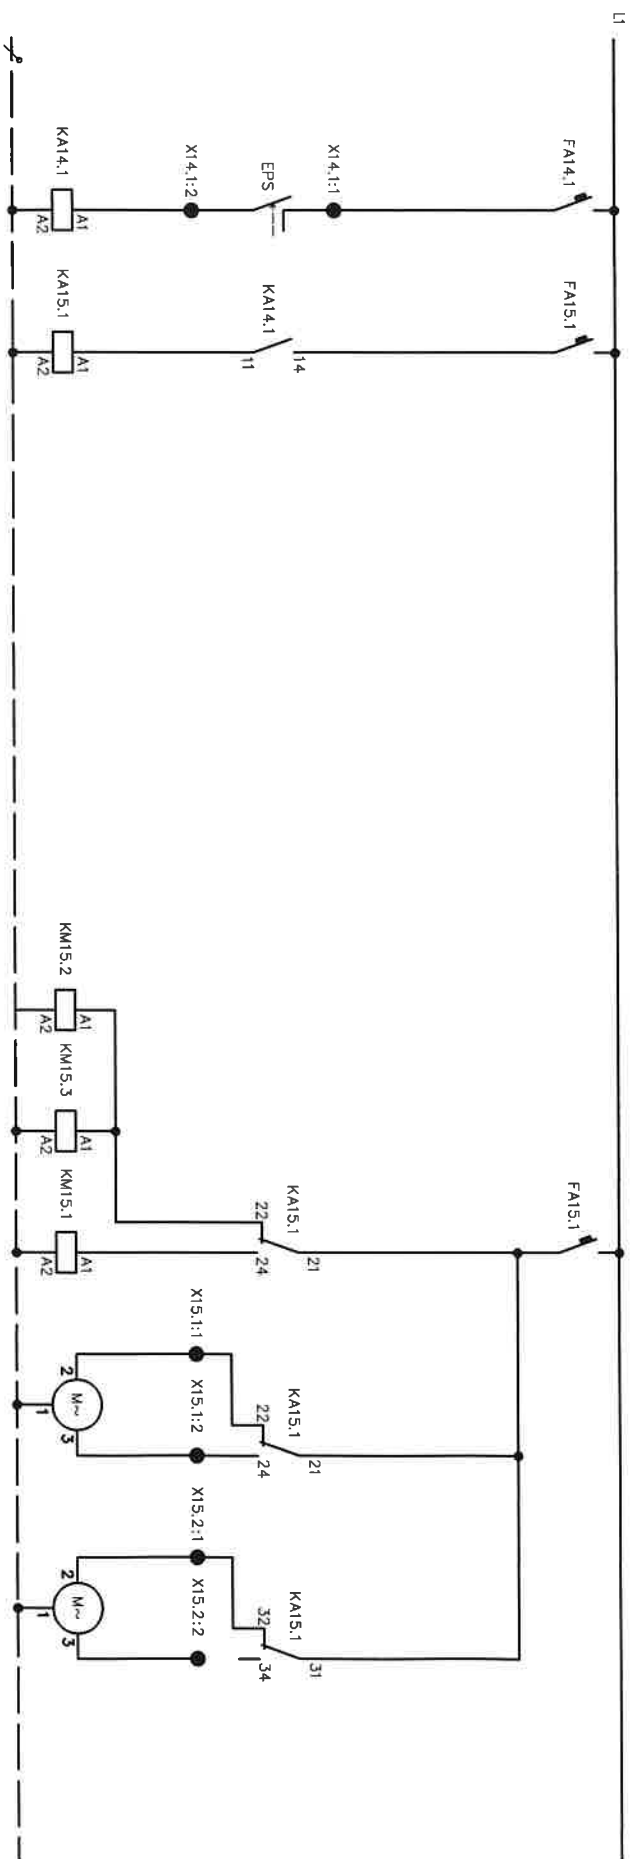 L1
FA14.1
X14.1:1
EPS
X14.1:2
KA14.1
A1
A2
FA15.1
KA14.1
14
11
KA15.1
A1
A2
KM15.2
A1
A2
KM15.3
A1
A2
FA15.1
KA15.1
21
22
24
KM15.1
A1
A2
KA15.1
21
22
24
X15.1:1
X15.1:2
2
M~
3
1
KA15.1
31
32
34
X15.2:1
X15.2:2
2
M~
3
1